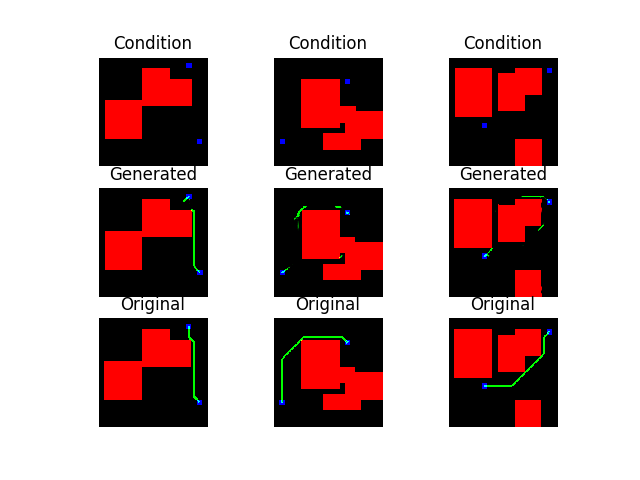 Condition Condition Condition
Generated Generated Generated
Original Original Original